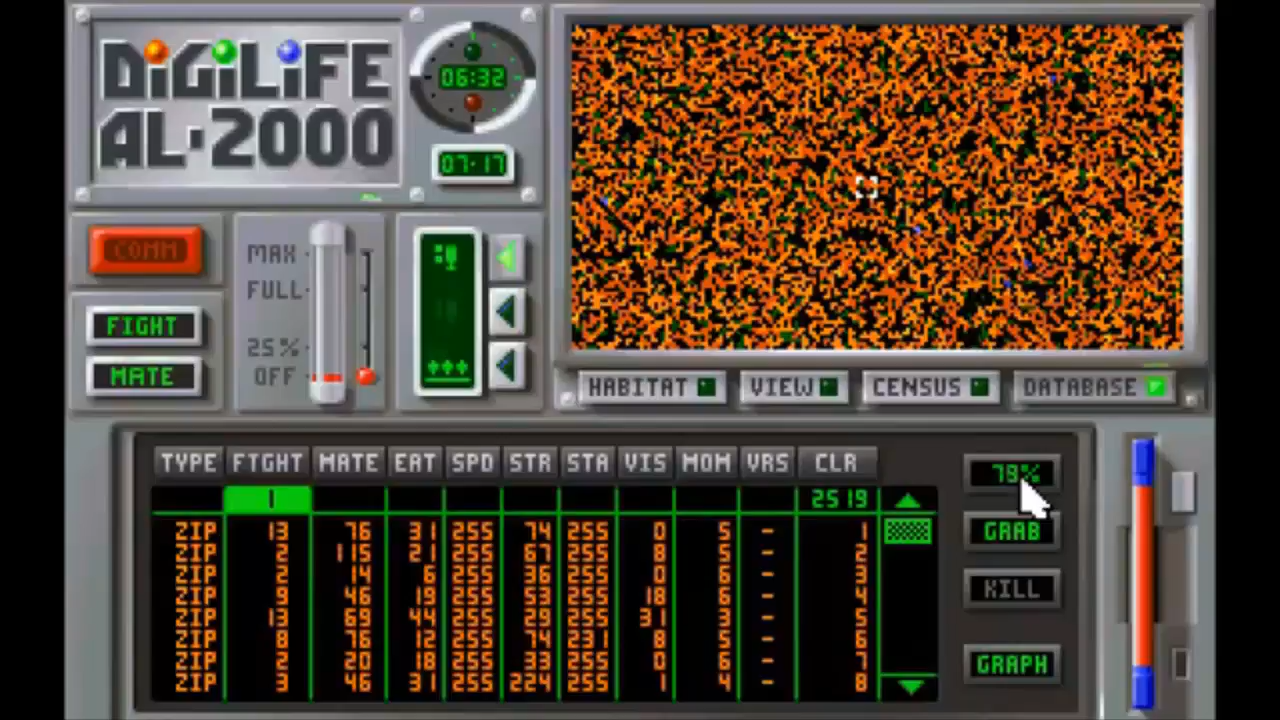 DiGiLiFE
AL·2000
06:32
07·17
COMM
FIGHT
MATE
MAX
FULL
25%
OFF
HABITAT VIEW CENSUS DATABASE
TYPE FIGHT MATE EAT SPD STR STA VIS MOM VRS CLR
1 2519
ZIP 13 76 31 255 74 255 0 5 - 1
ZIP 2 115 21 255 67 255 8 5 - 2
ZIP 2 14 6 255 36 255 0 6 - 3
ZIP 9 46 19 255 53 255 18 6 - 4
ZIP 13 69 44 255 29 255 31 3 - 5
ZIP 8 76 12 255 74 231 8 5 - 6
ZIP 2 20 18 255 33 255 0 6 - 7
ZIP 3 46 31 255 224 255 1 4 - 8
GRAB
KILL
GRAPH